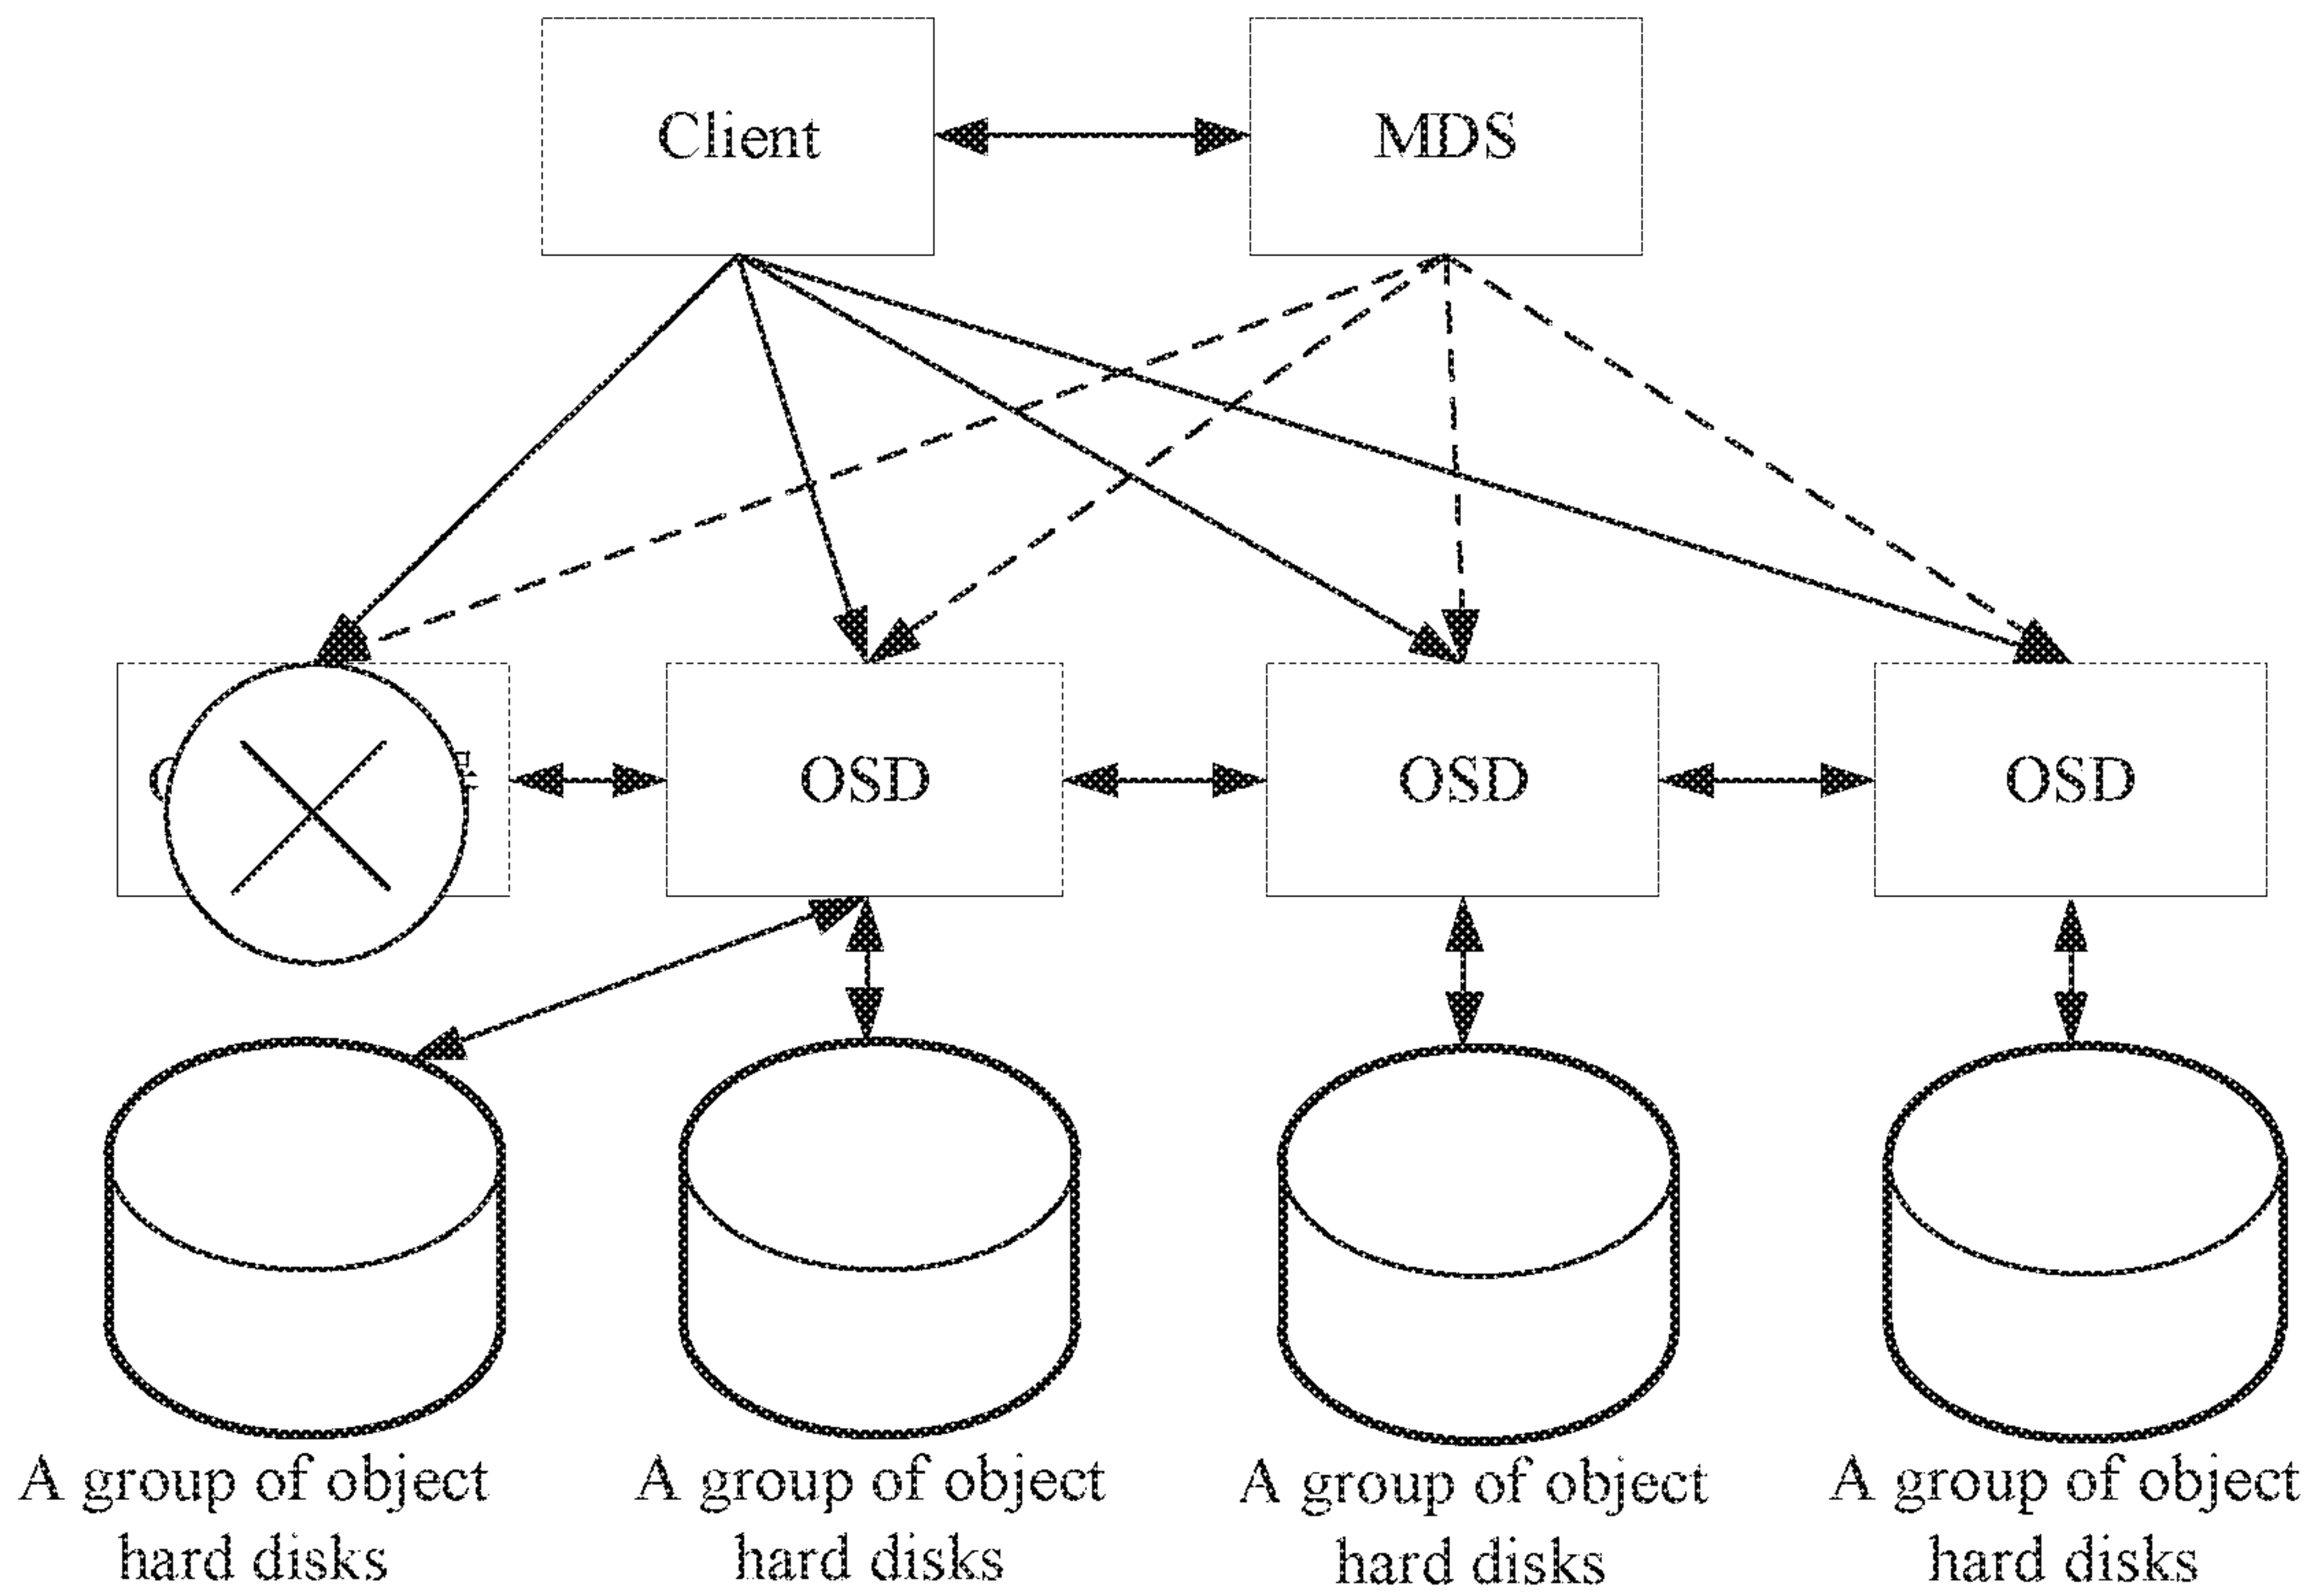 Client
MDS
OSD
OSD
OSD
A group of object
hard disks
A group of object
hard disks
A group of object
hard disks
A group of object
hard disks